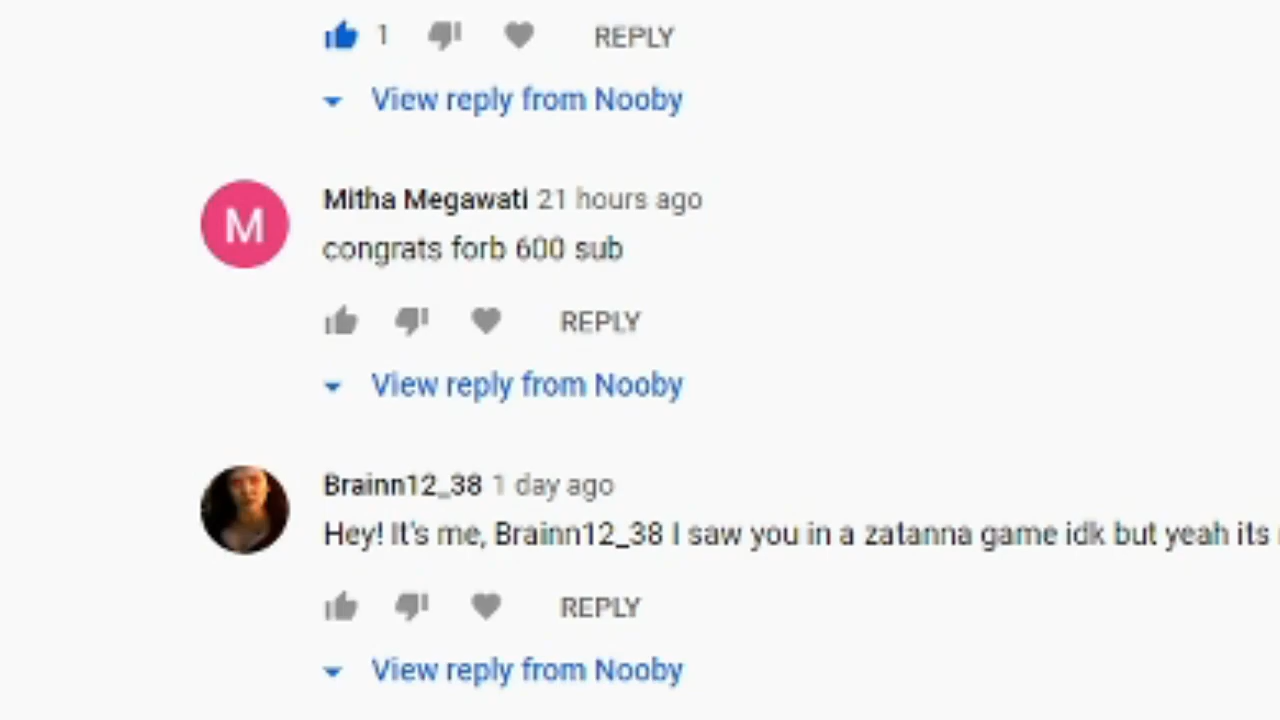 1 REPLY
View reply from Nooby
M
Mitha Megawati 21 hours ago
congrats forb 600 sub
REPLY
View reply from Nooby
Brainn12_38 1 day ago
Hey! It's me, Brainn12_38 I saw you in a zatanna game idk but yeah its
REPLY
View reply from Nooby